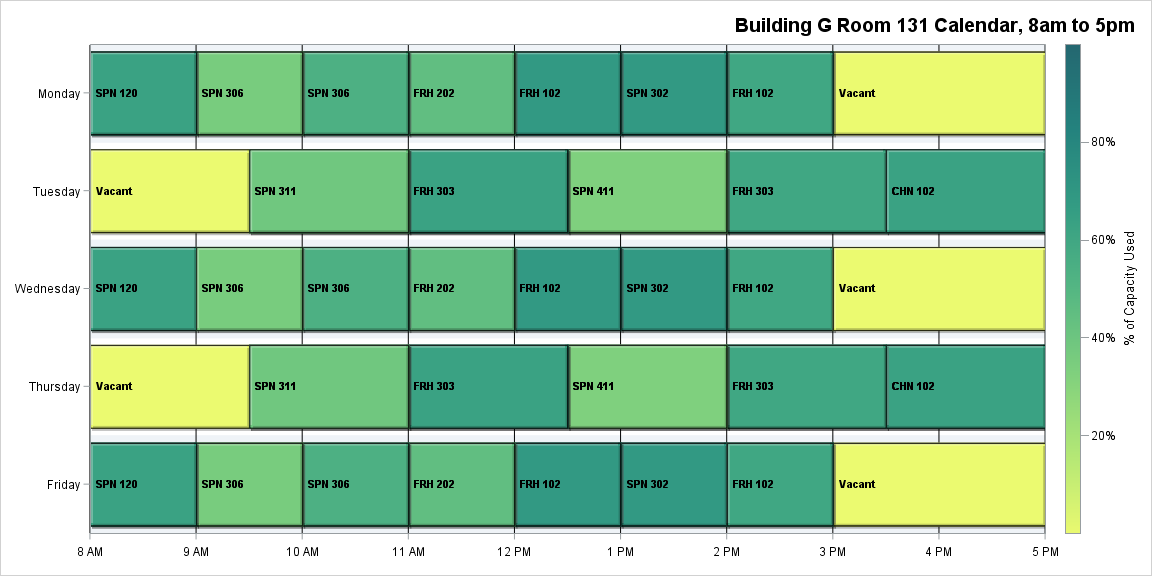 Building G Room 131 Calendar, 8am to 5pm
Monday SPN 120 SPN 306 SPN 306 FRH 202 FRH 102 SPN 302 FRH 102 Vacant
Tuesday Vacant SPN 311 FRH 303 SPN 411 FRH 303 CHN 102
Wednesday SPN 120 SPN 306 SPN 306 FRH 202 FRH 102 SPN 302 FRH 102 Vacant
Thursday Vacant SPN 311 FRH 303 SPN 411 FRH 303 CHN 102
Friday SPN 120 SPN 306 SPN 306 FRH 202 FRH 102 SPN 302 FRH 102 Vacant
8 AM 9 AM 10 AM 11 AM 12 PM 1 PM 2 PM 3 PM 4 PM 5 PM
80%
60%
40%
20%
% of Capacity Used